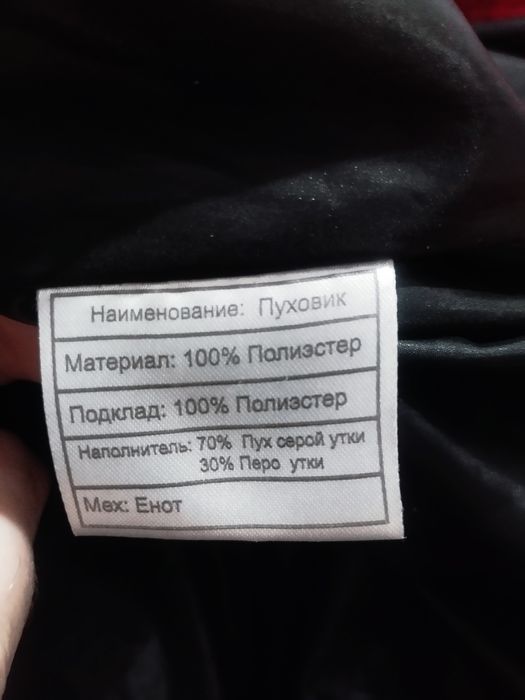 Наименование: Пуховик
Материал: 100% Полиэстер
Подклад: 100% Полиэстер
Наполнитель: 70% Пух серой утки
30% Перо утки
Мех: Енот